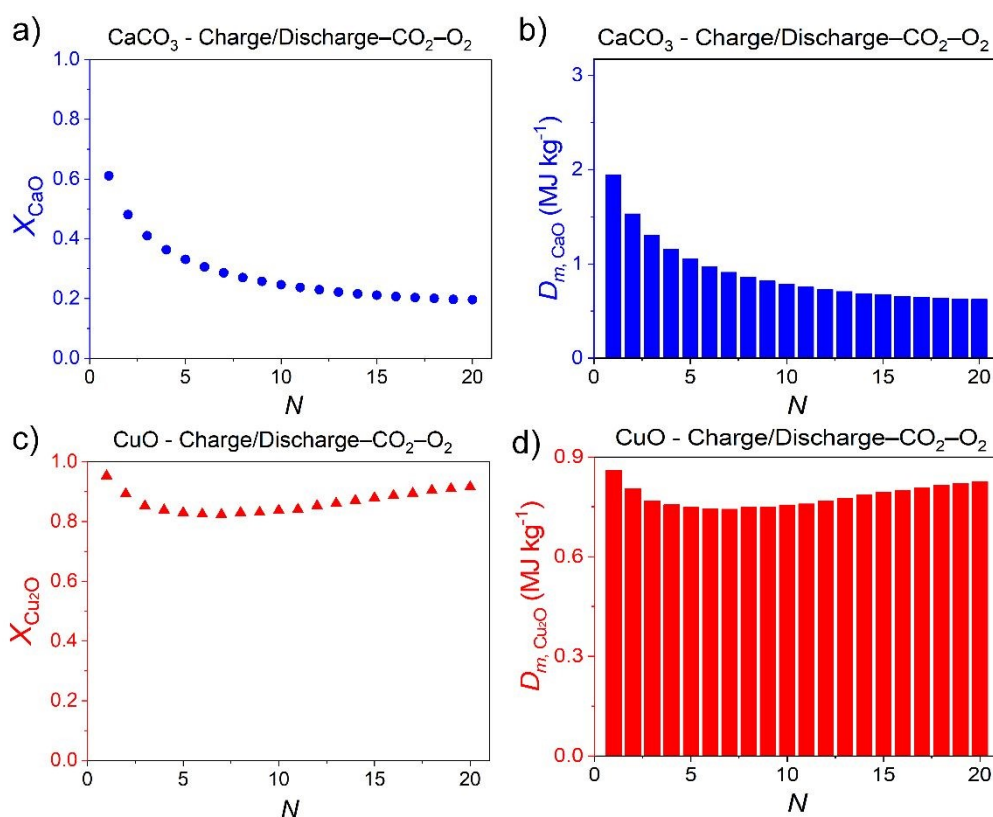 a)
CaCO₃ - Charge/Discharge–CO₂–O₂
X_CaO
1.0
0.8
0.6
0.4
0.2
0.0
0
5
10
15
20
N
b)
CaCO₃ - Charge/Discharge–CO₂–O₂
D_m, CaO (MJ kg⁻¹)
3
2
1
0
0
5
10
15
20
N
c)
CuO - Charge/Discharge–CO₂–O₂
X_Cu₂O
1.0
0.8
0.6
0.4
0.2
0.0
0
5
10
15
20
N
d)
CuO - Charge/Discharge–CO₂–O₂
D_m, Cu₂O (MJ kg⁻¹)
0.9
0.6
0.3
0.0
0
5
10
15
20
N